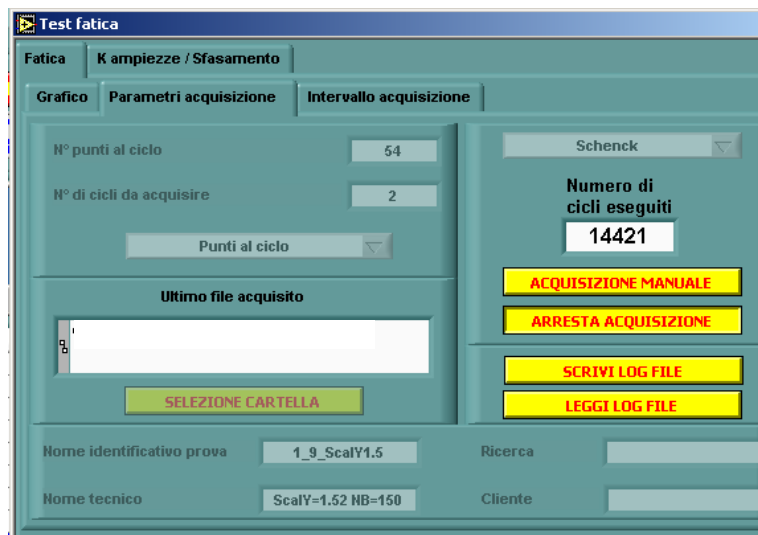 Test fatica
Fatica
K ampiezze / Sfasamento
Grafico
Parametri acquisizione
Intervallo acquisizione
N° punti al ciclo
54
N° di cicli da acquisire
2
Punti al ciclo
Ultimo file acquisito
SELEZIONE CARTELLA
Schenck
Numero di
cicli eseguiti
14421
ACQUISIZIONE MANUALE
ARRESTA ACQUISIZIONE
SCRIVI LOG FILE
LEGGI LOG FILE
Nome identificativo prova
1_9_ScalY1.5
Ricerca
Nome tecnico
ScalY=1.52 NB=150
Cliente